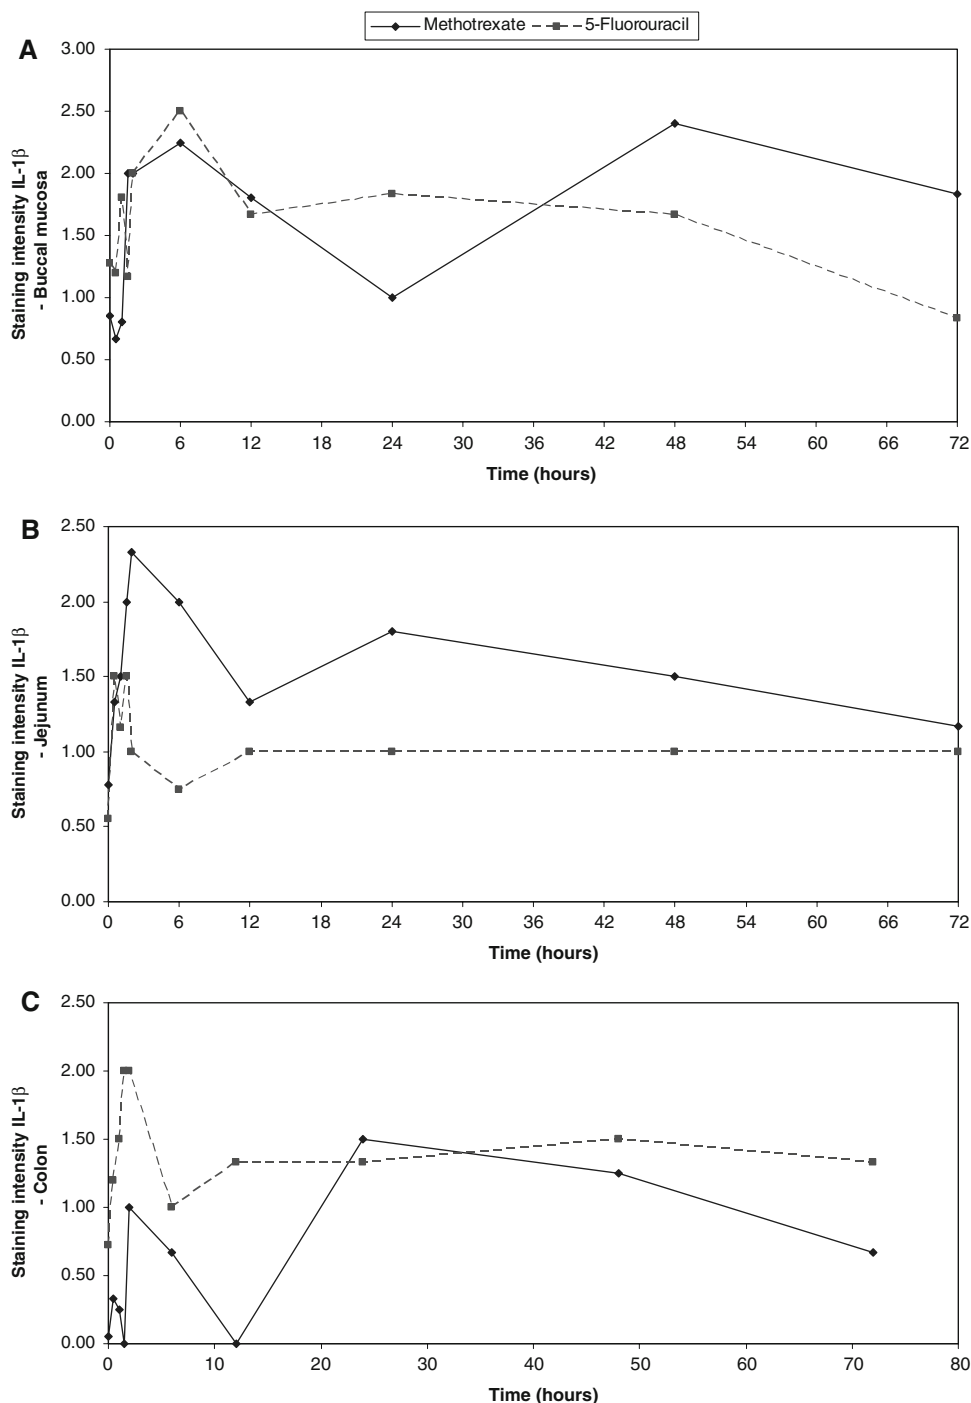 Methotrexate 5-Fluorouracil
A
3.00
2.50
2.00
1.50
1.00
0.50
0.00
Staining intensity IL-1β
- Buccal mucosa
0 6 12 18 24 30 36 42 48 54 60 66 72
Time (hours)
B
2.50
2.00
1.50
1.00
0.50
0.00
Staining intensity IL-1β
- Jejunum
0 6 12 18 24 30 36 42 48 54 60 66 72
Time (hours)
C
2.50
2.00
1.50
1.00
0.50
0.00
Staining intensity IL-1β
- Colon
0 10 20 30 40 50 60 70 80
Time (hours)